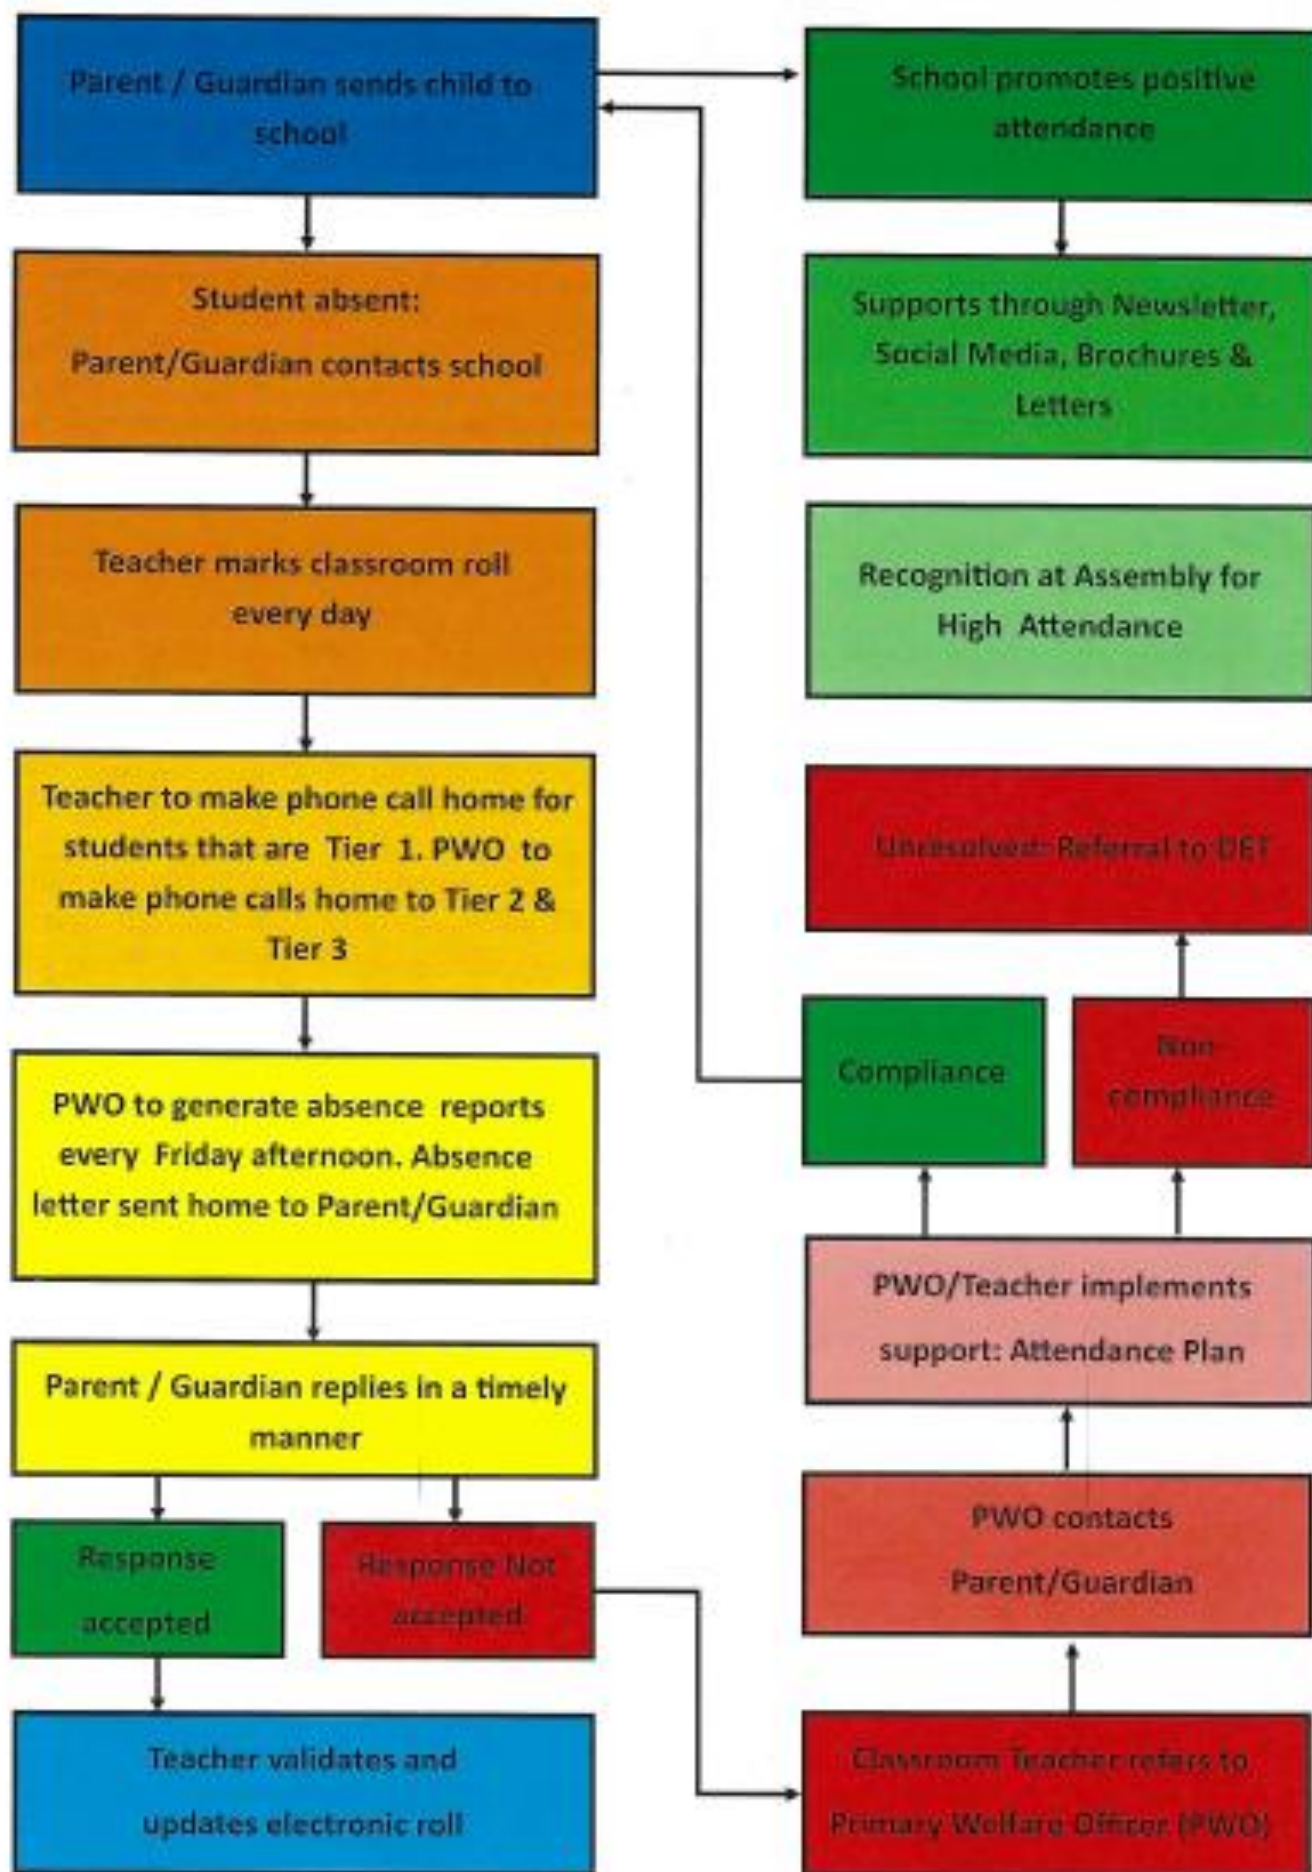 Parent / Guardian sends child to
school
Student absent:
Parent/Guardian contacts school
Teacher marks classroom roll
every day
Teacher to make phone call home for
students that are Tier 1. PWO to
make phone calls home to Tier 2 &
Tier 3
PWO to generate absence reports
every Friday afternoon. Absence
letter sent home to Parent/Guardian
Parent / Guardian replies in a timely
manner
Response
accepted
Response Not
accepted
Teacher validates and
updates electronic roll
School promotes positive
attendance
Supports through Newsletter,
Social Media, Brochures &
Letters
Recognition at Assembly for
High Attendance
Unresolved: Referral to DET
Compliance
Non-
compliance
PWO/Teacher implements
support: Attendance Plan
PWO contacts
Parent/Guardian
Classroom Teacher refers to
Primary Welfare Officer (PWO)